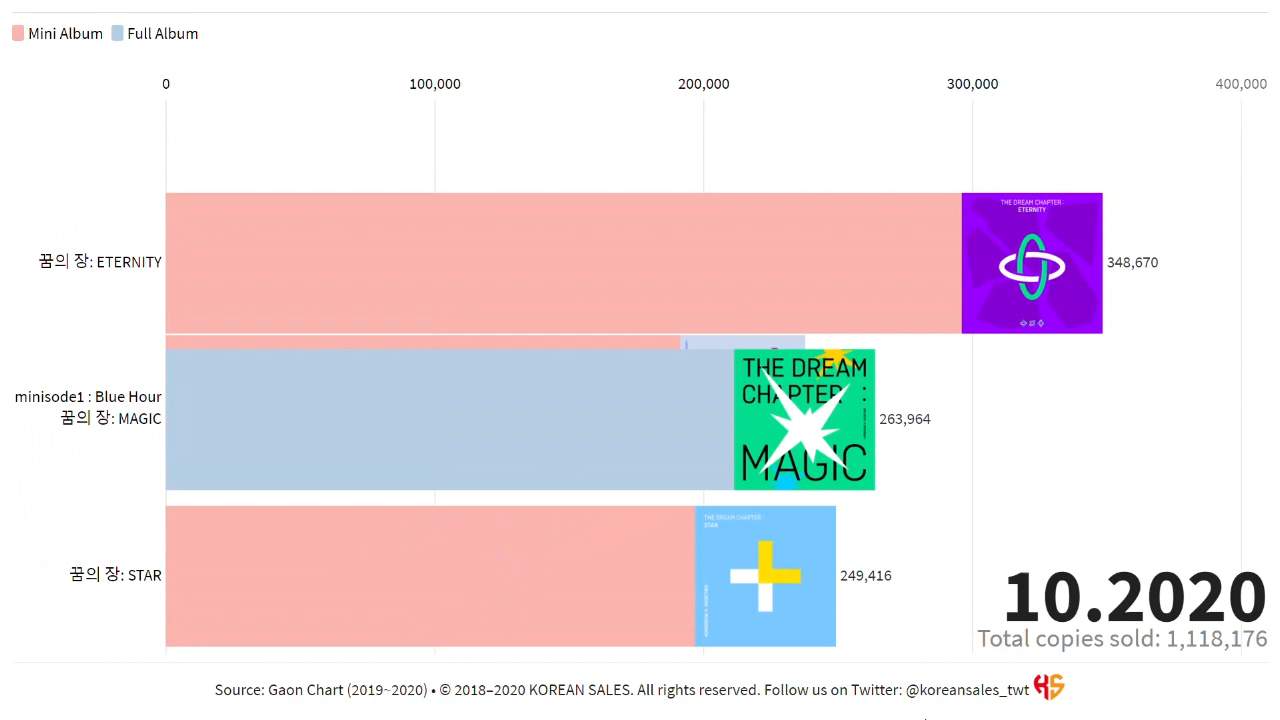 Mini Album Full Album
0 100,000 200,000 300,000 400,000
THE DREAM CHAPTER:
ETERNITY
꿈의 장: ETERNITY
348,670
minisode1 : Blue Hour
꿈의 장: MAGIC
THE DREAM
CHAPTER :
MAGIC
263,964
THE DREAM CHAPTER:
STAR
꿈의 장: STAR
249,416
10.2020
Total copies sold: 1,118,176
Source: Gaon Chart (2019~2020) • © 2018–2020 KOREAN SALES. All rights reserved. Follow us on Twitter: @koreansales_twt KS